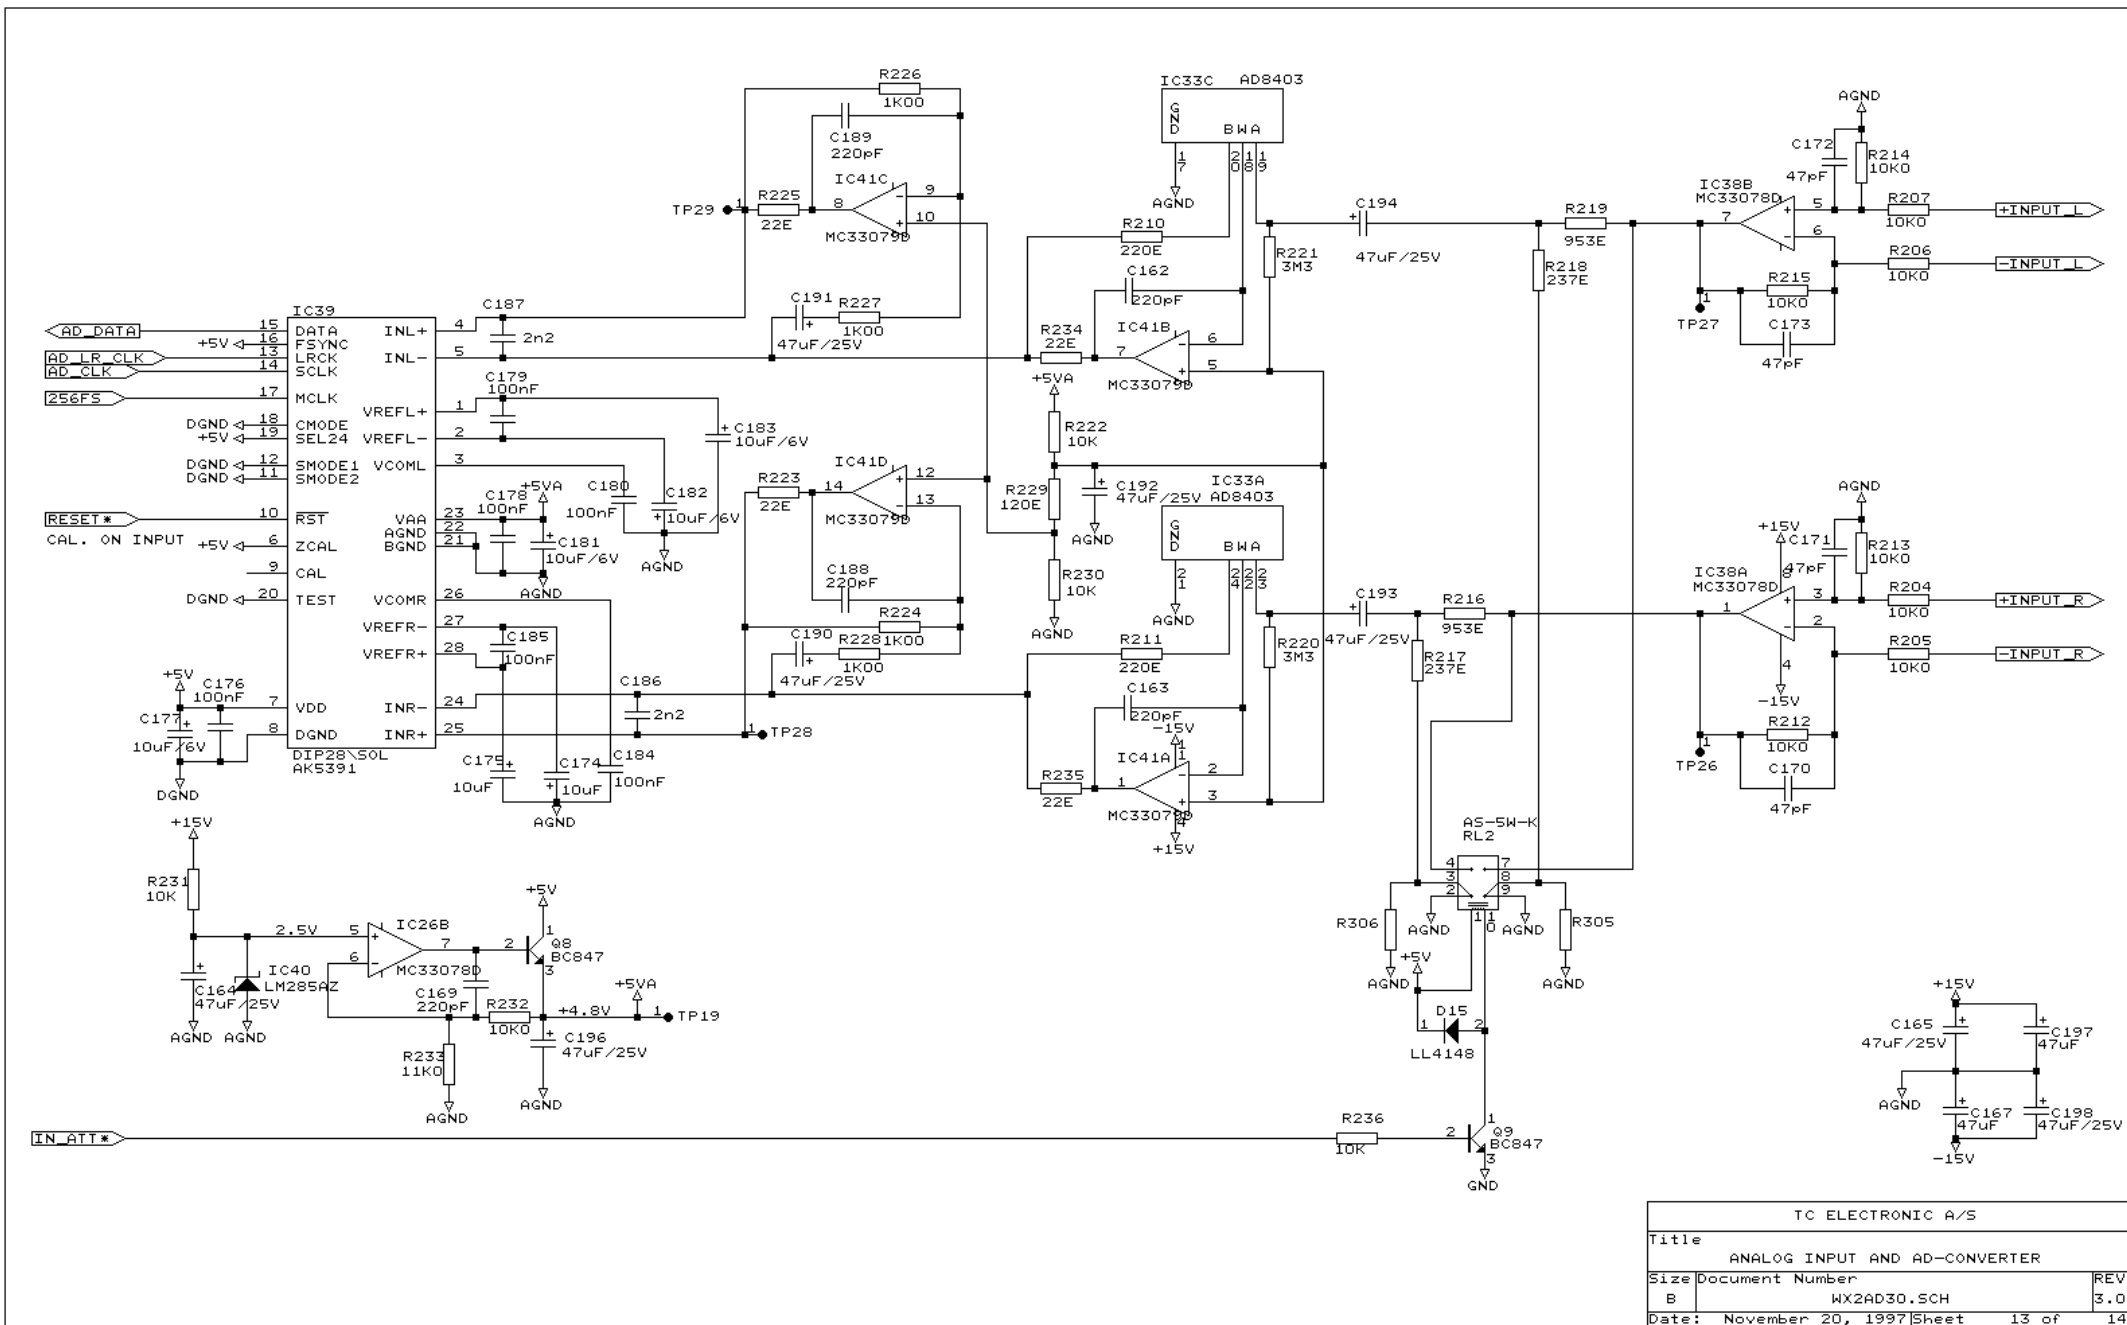 R226
1K00
C189
220pF
IC41C
8
9
10
MC33079D
TP29
1
R225
22E
IC33C AD8403
GND
B W A
17
20
18
19
AGND
R210
220E
C162
220pF
R221
3M3
C194
47uF/25V
R219
953E
R218
237E
AGND
C172
47pF
R214
10K0
IC38B
MC33078D
7
5
6
R207
10K0
+INPUT_L
R206
10K0
-INPUT_L
R215
10K0
C173
47pF
1
TP27
C187
2n2
C191
47uF/25V
R227
1K00
R234
22E
IC41B
7
6
5
MC33079D
IC39
AD_DATA
15
DATA
+5V
16
FSYNC
AD_LR_CLK
13
LRCK
AD_CLK
14
SCLK
256FS
17
MCLK
DGND
18
CMODE
+5V
19
SEL24
DGND
12
SMODE1
DGND
11
SMODE2
RESET*
10
RST
CAL. ON INPUT
+5V
6
ZCAL
9
CAL
DGND
20
TEST
7
VDD
8
DGND
INL+
4
INL-
5
VREFL+
1
VREFL-
2
VCOML
3
VAA
23
AGND
22
BGND
21
VCOMR
26
VREFR-
27
VREFR+
28
INR-
24
INR+
25
DIP28\SOL
AK5391
C179
100nF
C183
10uF/6V
C180
100nF
C182
10uF/6V
AGND
C178
100nF
+5VA
C181
10uF/6V
AGND
C185
100nF
C186
2n2
1
TP28
C175
10uF
C174
10uF
C184
100nF
AGND
+5V
C176
100nF
C177
10uF/6V
DGND
R223
22E
IC41D
14
12
13
MC33079D
C188
220pF
R224
1K00
C190
47uF/25V
R228
1K00
+5VA
R222
10K
R229
120E
C192
47uF/25V
AGND
R230
10K
AGND
IC33A
AD8403
GND
B W A
21
24
22
23
AGND
R211
220E
C163
220pF
R220
3M3
C193
47uF/25V
R216
953E
R217
237E
-15V
11
IC41A
1
2
3
MC33079D
4
+15V
R235
22E
AGND
+15V
8
C171
47pF
R213
10K0
IC38A
MC33078D
1
3
2
4
-15V
R204
10K0
+INPUT_R
R205
10K0
-INPUT_R
R212
10K0
C170
47pF
1
TP26
AS-5W-K
RL2
4
3
2
7
8
9
1
10
AGND
AGND
R306
AGND
R305
AGND
+5V
D15
1
2
LL4148
R236
10K
2
1
Q9
BC847
3
GND
IN_ATT*
+15V
R231
10K
2.5V
C164
47uF/25V
AGND
IC40
LM285AZ
AGND
5
6
7
IC26B
MC33078D
C169
220pF
R232
10K0
R233
11K0
AGND
+5V
2
1
Q8
BC847
3
+4.8V
+5VA
1
TP19
C196
47uF/25V
AGND
+15V
C165
47uF/25V
C197
47uF
AGND
C167
47uF
C198
47uF/25V
-15V
TC ELECTRONIC A/S
Title
ANALOG INPUT AND AD-CONVERTER
Size Document Number REV
B WX2AD30.SCH 3.0
Date: November 20, 1997 Sheet 13 of 14